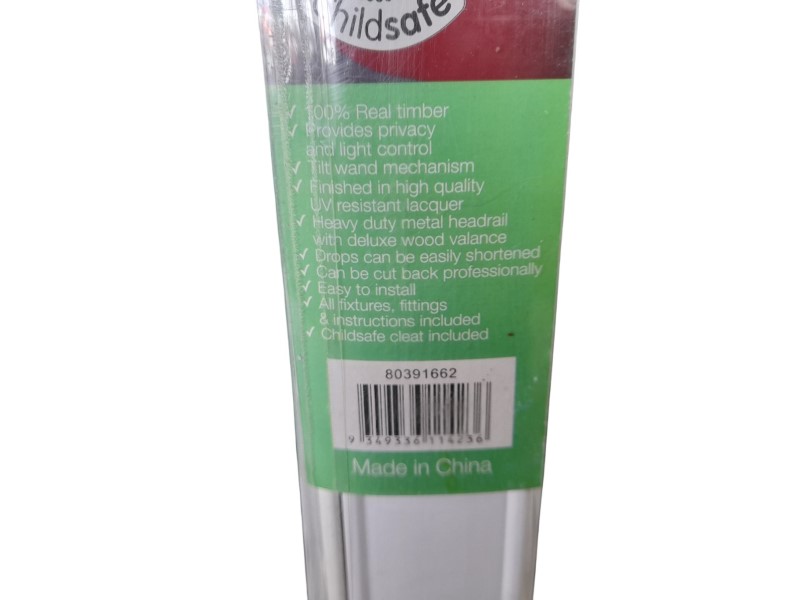 Childsafe
✓ 100% Real timber
✓ Provides privacy
and light control
✓ Tilt wand mechanism
✓ Finished in high quality
UV resistant lacquer
✓ Heavy duty metal headrail
with deluxe wood valance
✓ Drops can be easily shortened
✓ Can be cut back professionally
✓ Easy to install
✓ All fixtures, fittings
& instructions included
✓ Childsafe cleat included
80391662
9 349336 114236
Made in China